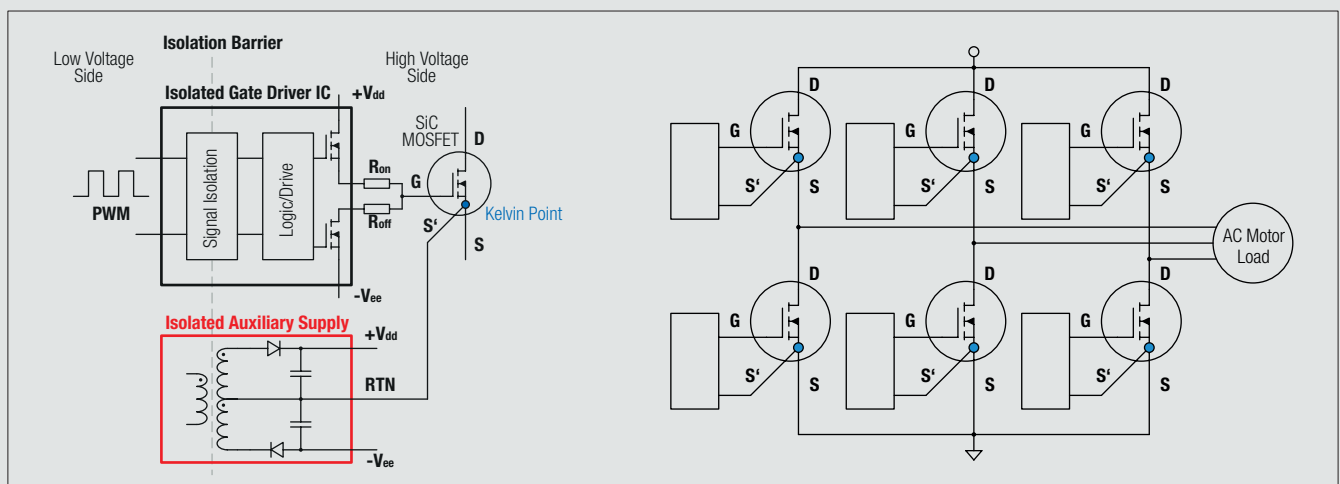 Isolation Barrier
Low Voltage
Side
High Voltage
Side
Isolated Gate Driver IC
+Vdd
Signal Isolation
Logic/Drive
PWM
Ron
Roff
SiC
MOSFET
D
G
S‘
Kelvin Point
S
-Vee
Isolated Auxiliary Supply
+Vdd
RTN
-Vee
D
G
S‘
S
D
G
S‘
S
D
G
S‘
S
AC Motor
Load
D
G
S‘
S
D
G
S‘
S
D
G
S‘
S